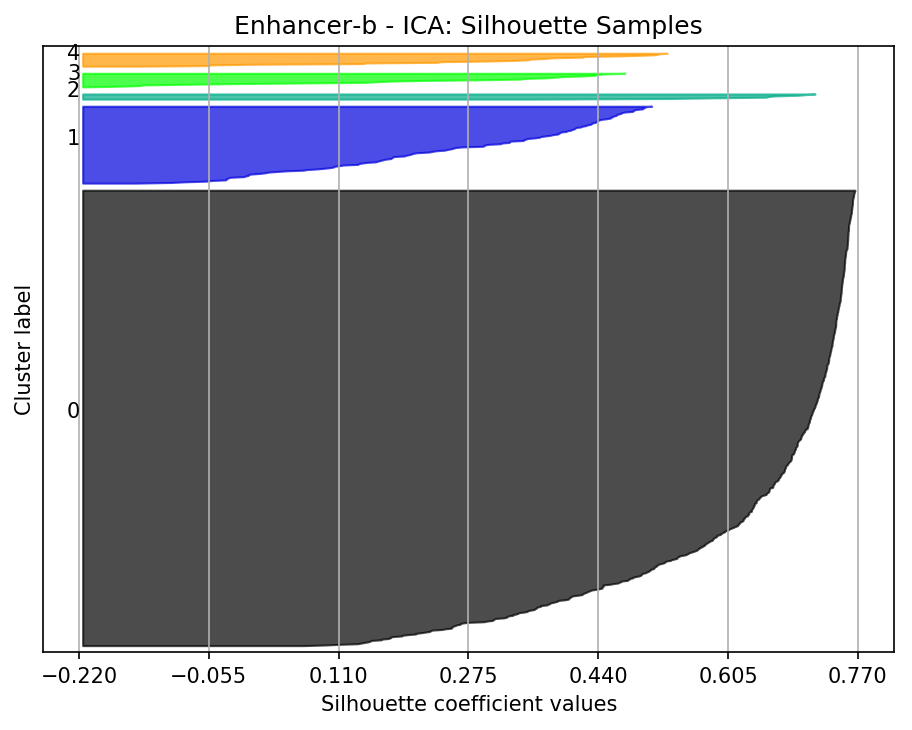 Enhancer-b - ICA: Silhouette Samples
4
3
2
1
0
Cluster label
−0.220 −0.055 0.110 0.275 0.440 0.605 0.770
Silhouette coefficient values